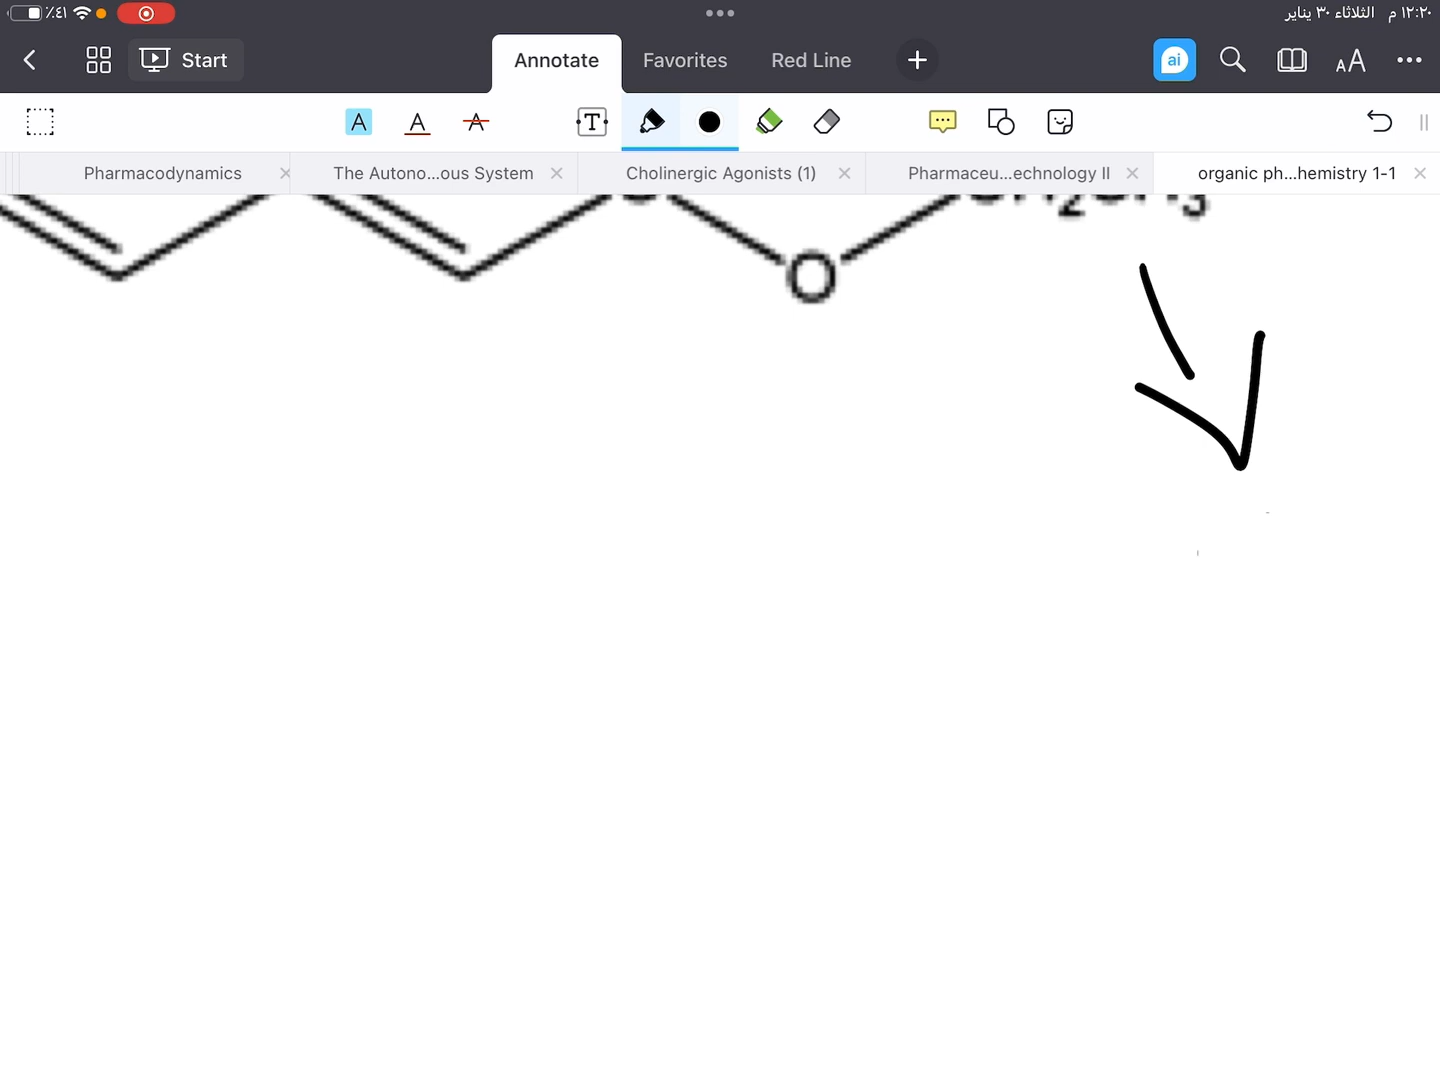 ٪٤١ الثلاثاء ٣٠ يناير ١٢:٢٠ م
Start Annotate Favorites Red Line ai AA
A A A T
Pharmacodynamics The Autono...ous System Cholinergic Agonists (1) Pharmaceu...echnology II organic ph...hemistry 1-1
O